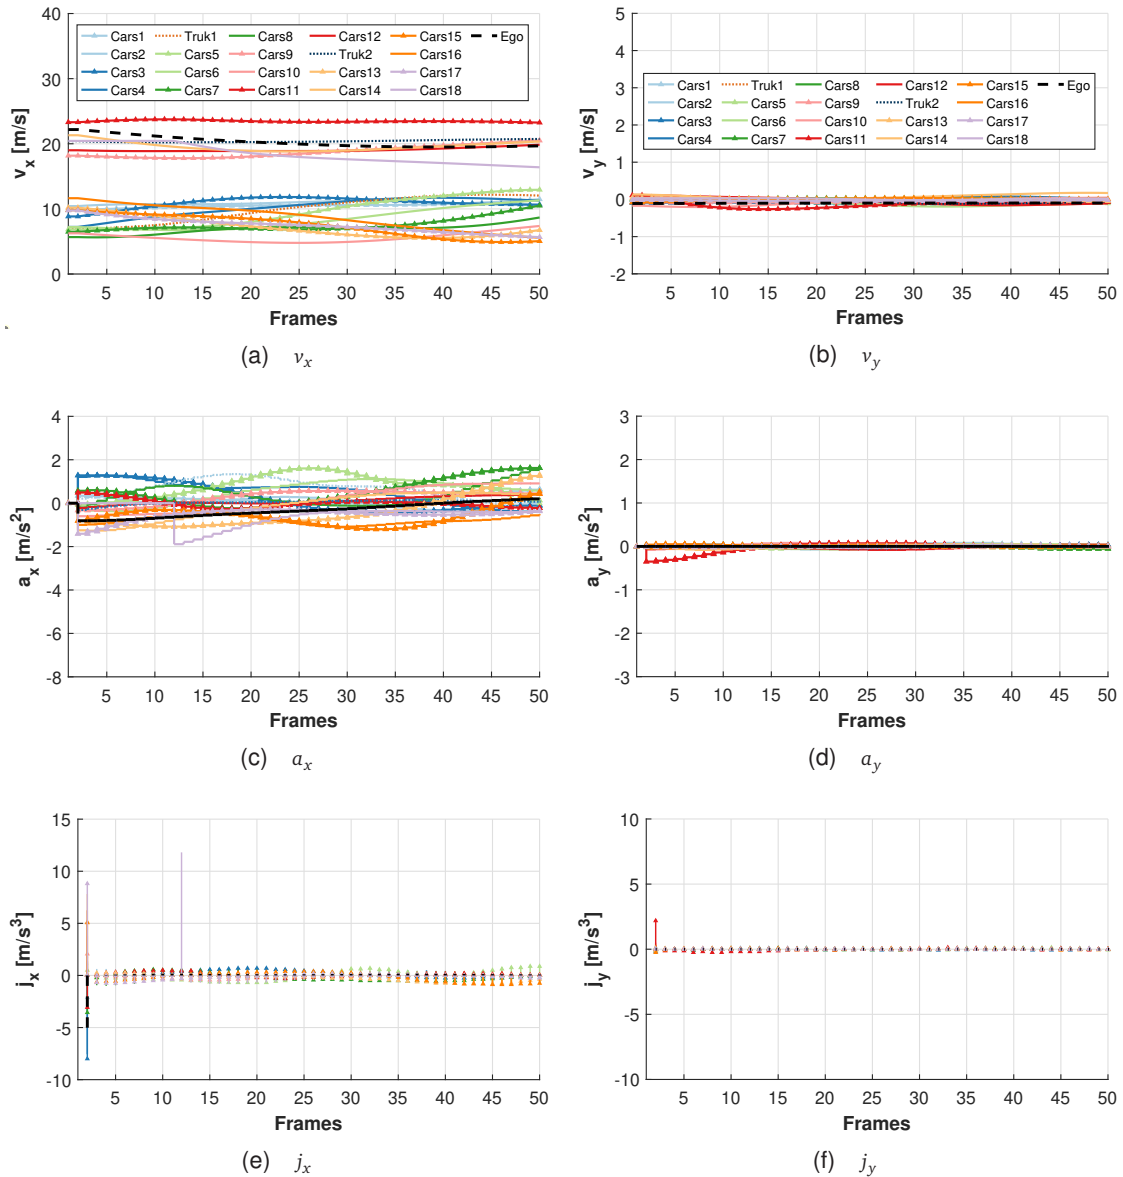 40
30
20
10
0
v_x [m/s]
Cars1 Truk1 Cars8 Cars12 Cars15 Ego
Cars2 Cars5 Cars9 Truk2 Cars16
Cars3 Cars6 Cars10 Cars13 Cars17
Cars4 Cars7 Cars11 Cars14 Cars18
5 10 15 20 25 30 35 40 45 50
Frames
(a) v_x
5
4
3
2
1
0
-1
-2
v_y [m/s]
Cars1 Truk1 Cars8 Cars12 Cars15 Ego
Cars2 Cars5 Cars9 Truk2 Cars16
Cars3 Cars6 Cars10 Cars13 Cars17
Cars4 Cars7 Cars11 Cars14 Cars18
5 10 15 20 25 30 35 40 45 50
Frames
(b) v_y
4
2
0
-2
-4
-6
-8
a_x [m/s^2]
5 10 15 20 25 30 35 40 45 50
Frames
(c) a_x
3
2
1
0
-1
-2
-3
a_y [m/s^2]
5 10 15 20 25 30 35 40 45 50
Frames
(d) a_y
15
10
5
0
-5
-10
j_x [m/s^3]
5 10 15 20 25 30 35 40 45 50
Frames
(e) j_x
10
5
0
-5
-10
j_y [m/s^3]
5 10 15 20 25 30 35 40 45 50
Frames
(f) j_y